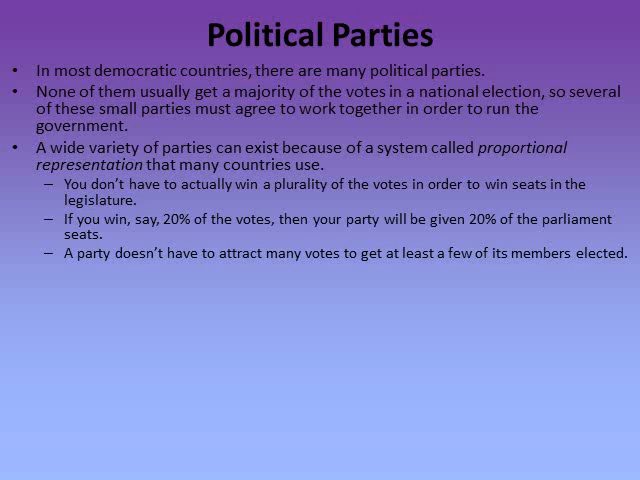 Political Parties
• In most democratic countries, there are many political parties.
• None of them usually get a majority of the votes in a national election, so several
of these small parties must agree to work together in order to run the
government.
• A wide variety of parties can exist because of a system called proportional
representation that many countries use.
– You don’t have to actually win a plurality of the votes in order to win seats in the
legislature.
– If you win, say, 20% of the votes, then your party will be given 20% of the parliament
seats.
– A party doesn’t have to attract many votes to get at least a few of its members elected.